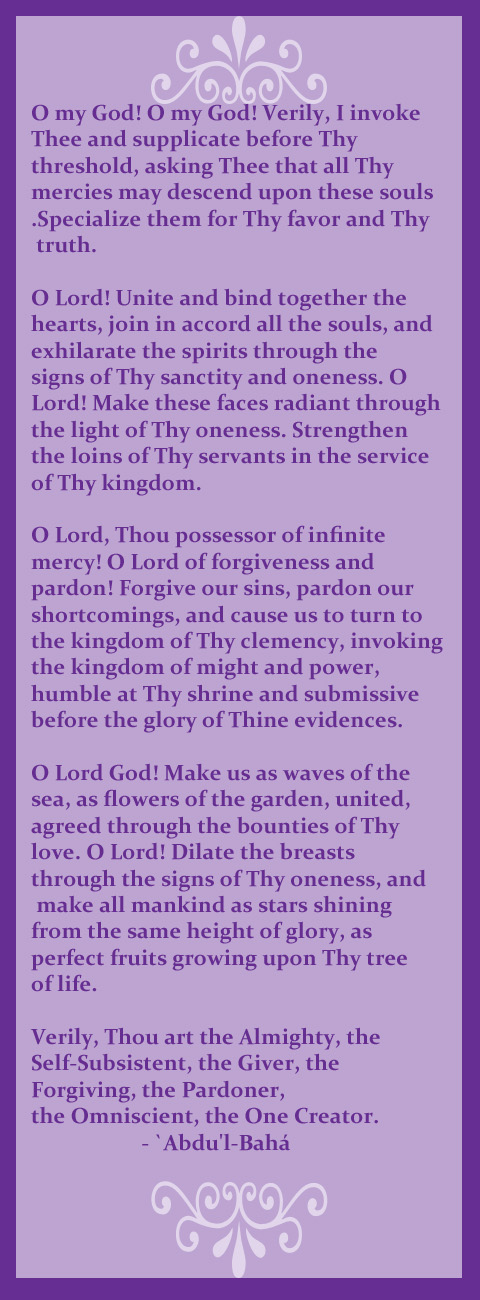 O my God! O my God! Verily, I invoke
Thee and supplicate before Thy
threshold, asking Thee that all Thy
mercies may descend upon these souls
.Specialize them for Thy favor and Thy
truth.

O Lord! Unite and bind together the
hearts, join in accord all the souls, and
exhilarate the spirits through the
signs of Thy sanctity and oneness. O
Lord! Make these faces radiant through
the light of Thy oneness. Strengthen
the loins of Thy servants in the service
of Thy kingdom.

O Lord, Thou possessor of infinite
mercy! O Lord of forgiveness and
pardon! Forgive our sins, pardon our
shortcomings, and cause us to turn to
the kingdom of Thy clemency, invoking
the kingdom of might and power,
humble at Thy shrine and submissive
before the glory of Thine evidences.

O Lord God! Make us as waves of the
sea, as flowers of the garden, united,
agreed through the bounties of Thy
love. O Lord! Dilate the breasts
through the signs of Thy oneness, and
make all mankind as stars shining
from the same height of glory, as
perfect fruits growing upon Thy tree
of life.

Verily, Thou art the Almighty, the
Self-Subsistent, the Giver, the
Forgiving, the Pardoner,
the Omniscient, the One Creator.
- `Abdu'l-Bahá